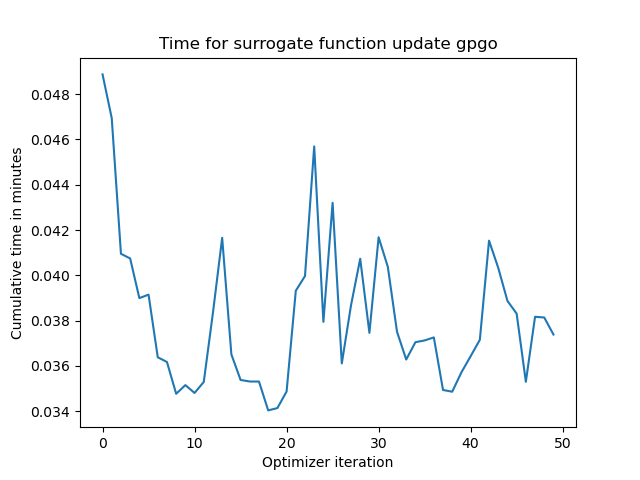 Time for surrogate function update gpgo
Cumulative time in minutes
0.048
0.046
0.044
0.042
0.040
0.038
0.036
0.034
0 10 20 30 40 50
Optimizer iteration